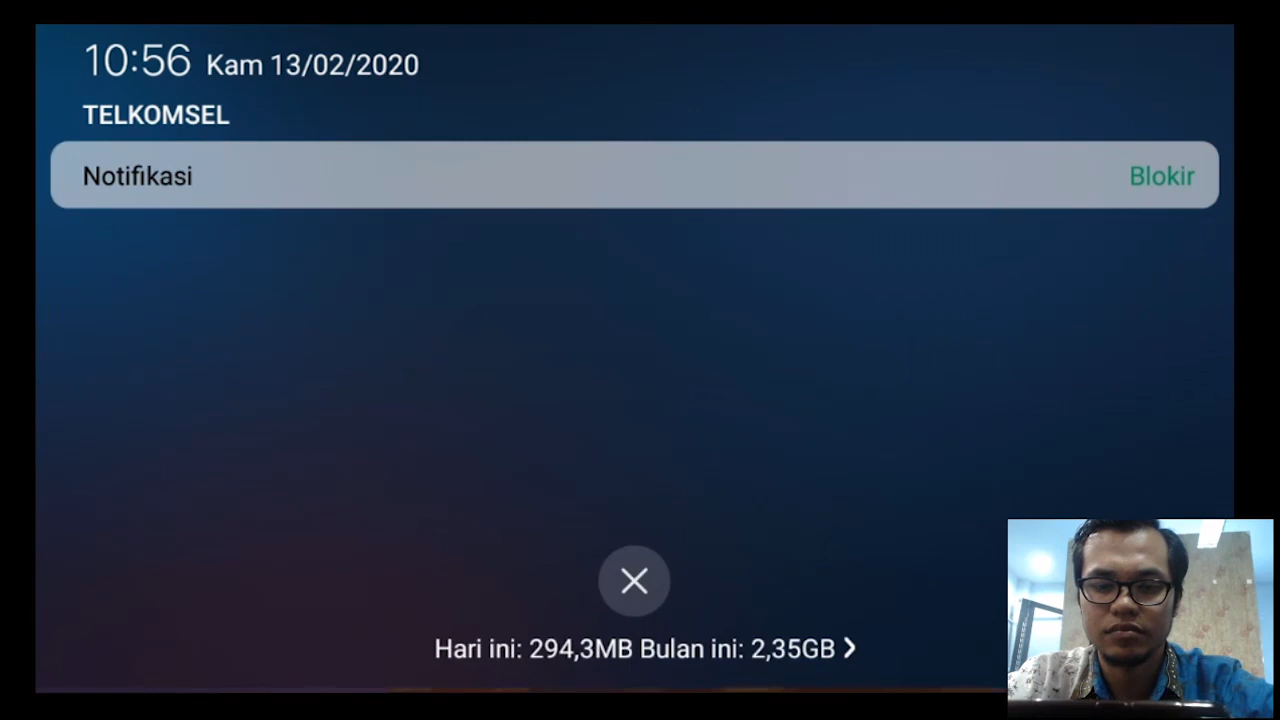 10:56 Kam 13/02/2020
TELKOMSEL
Notifikasi Blokir
Hari ini: 294,3MB Bulan ini: 2,35GB